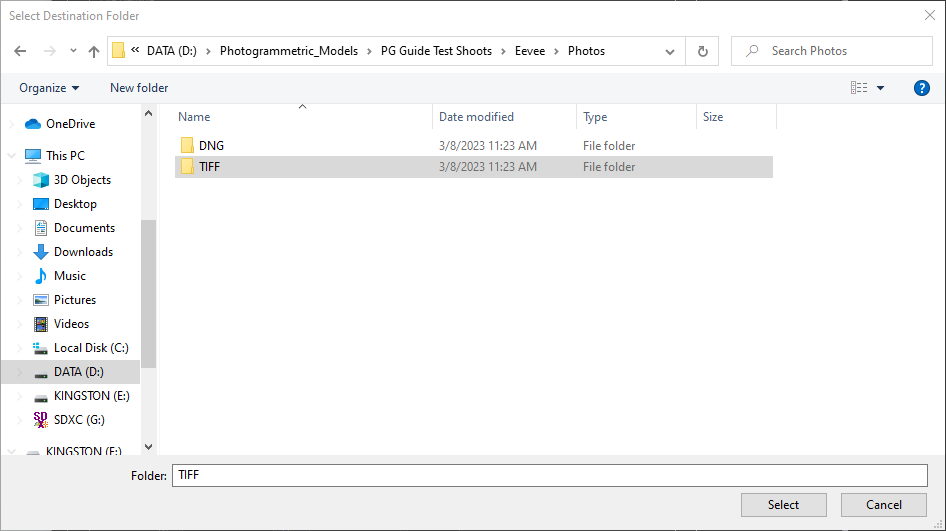 Select Destination Folder
« DATA (D:) › Photogrammetric_Models › PG Guide Test Shoots › Eevee › Photos
Search Photos
Organize
New folder
?
OneDrive
This PC
3D Objects
Desktop
Documents
Downloads
Music
Pictures
Videos
Local Disk (C:)
DATA (D:)
KINGSTON (E:)
SDXC (G:)
KINGSTON (E:)
Name Date modified Type Size
DNG 3/8/2023 11:23 AM File folder
TIFF 3/8/2023 11:23 AM File folder
Folder: TIFF
Select Cancel